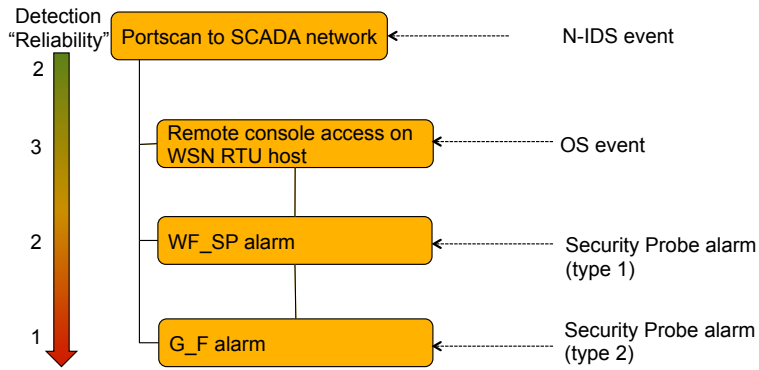 Detection
“Reliability”
Portscan to SCADA network
N-IDS event
2
Remote console access on
WSN RTU host
OS event
3
WF_SP alarm
Security Probe alarm
(type 1)
2
G_F alarm
Security Probe alarm
(type 2)
1